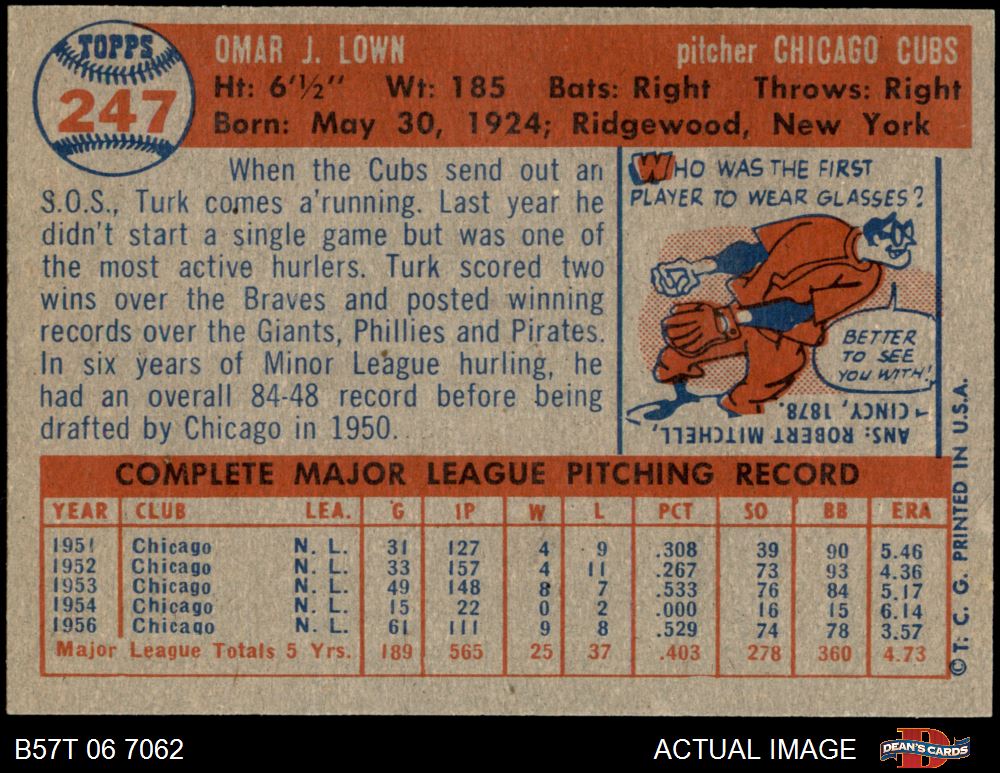 TOPPS
247
OMAR J. LOWN pitcher CHICAGO CUBS
Ht: 6'½" Wt: 185 Bats: Right Throws: Right
Born: May 30, 1924; Ridgewood, New York
When the Cubs send out an
S.O.S., Turk comes a'running. Last year he
didn't start a single game but was one of
the most active hurlers. Turk scored two
wins over the Braves and posted winning
records over the Giants, Phillies and Pirates.
In six years of Minor League hurling, he
had an overall 84-48 record before being
drafted by Chicago in 1950.
WHO WAS THE FIRST
PLAYER TO WEAR GLASSES?
BETTER
TO SEE
YOU WITH!
ANS: ROBERT MITCHELL,
CINCY, 1878.
COMPLETE MAJOR LEAGUE PITCHING RECORD
YEAR CLUB LEA. G IP W L PCT SO BB ERA
1951 Chicago N. L. 31 127 4 9 .308 39 90 5.46
1952 Chicago N. L. 33 157 4 11 .267 73 93 4.36
1953 Chicago N. L. 49 148 8 7 .533 76 84 5.17
1954 Chicago N. L. 15 22 0 2 .000 16 15 6.14
1956 Chicago N. L. 61 111 9 8 .529 74 78 3.57
Major League Totals 5 Yrs. 189 565 25 37 .403 278 360 4.73
© T. C. G. PRINTED IN U.S.A.
B57T 06 7062 ACTUAL IMAGE DEAN'S CARDS